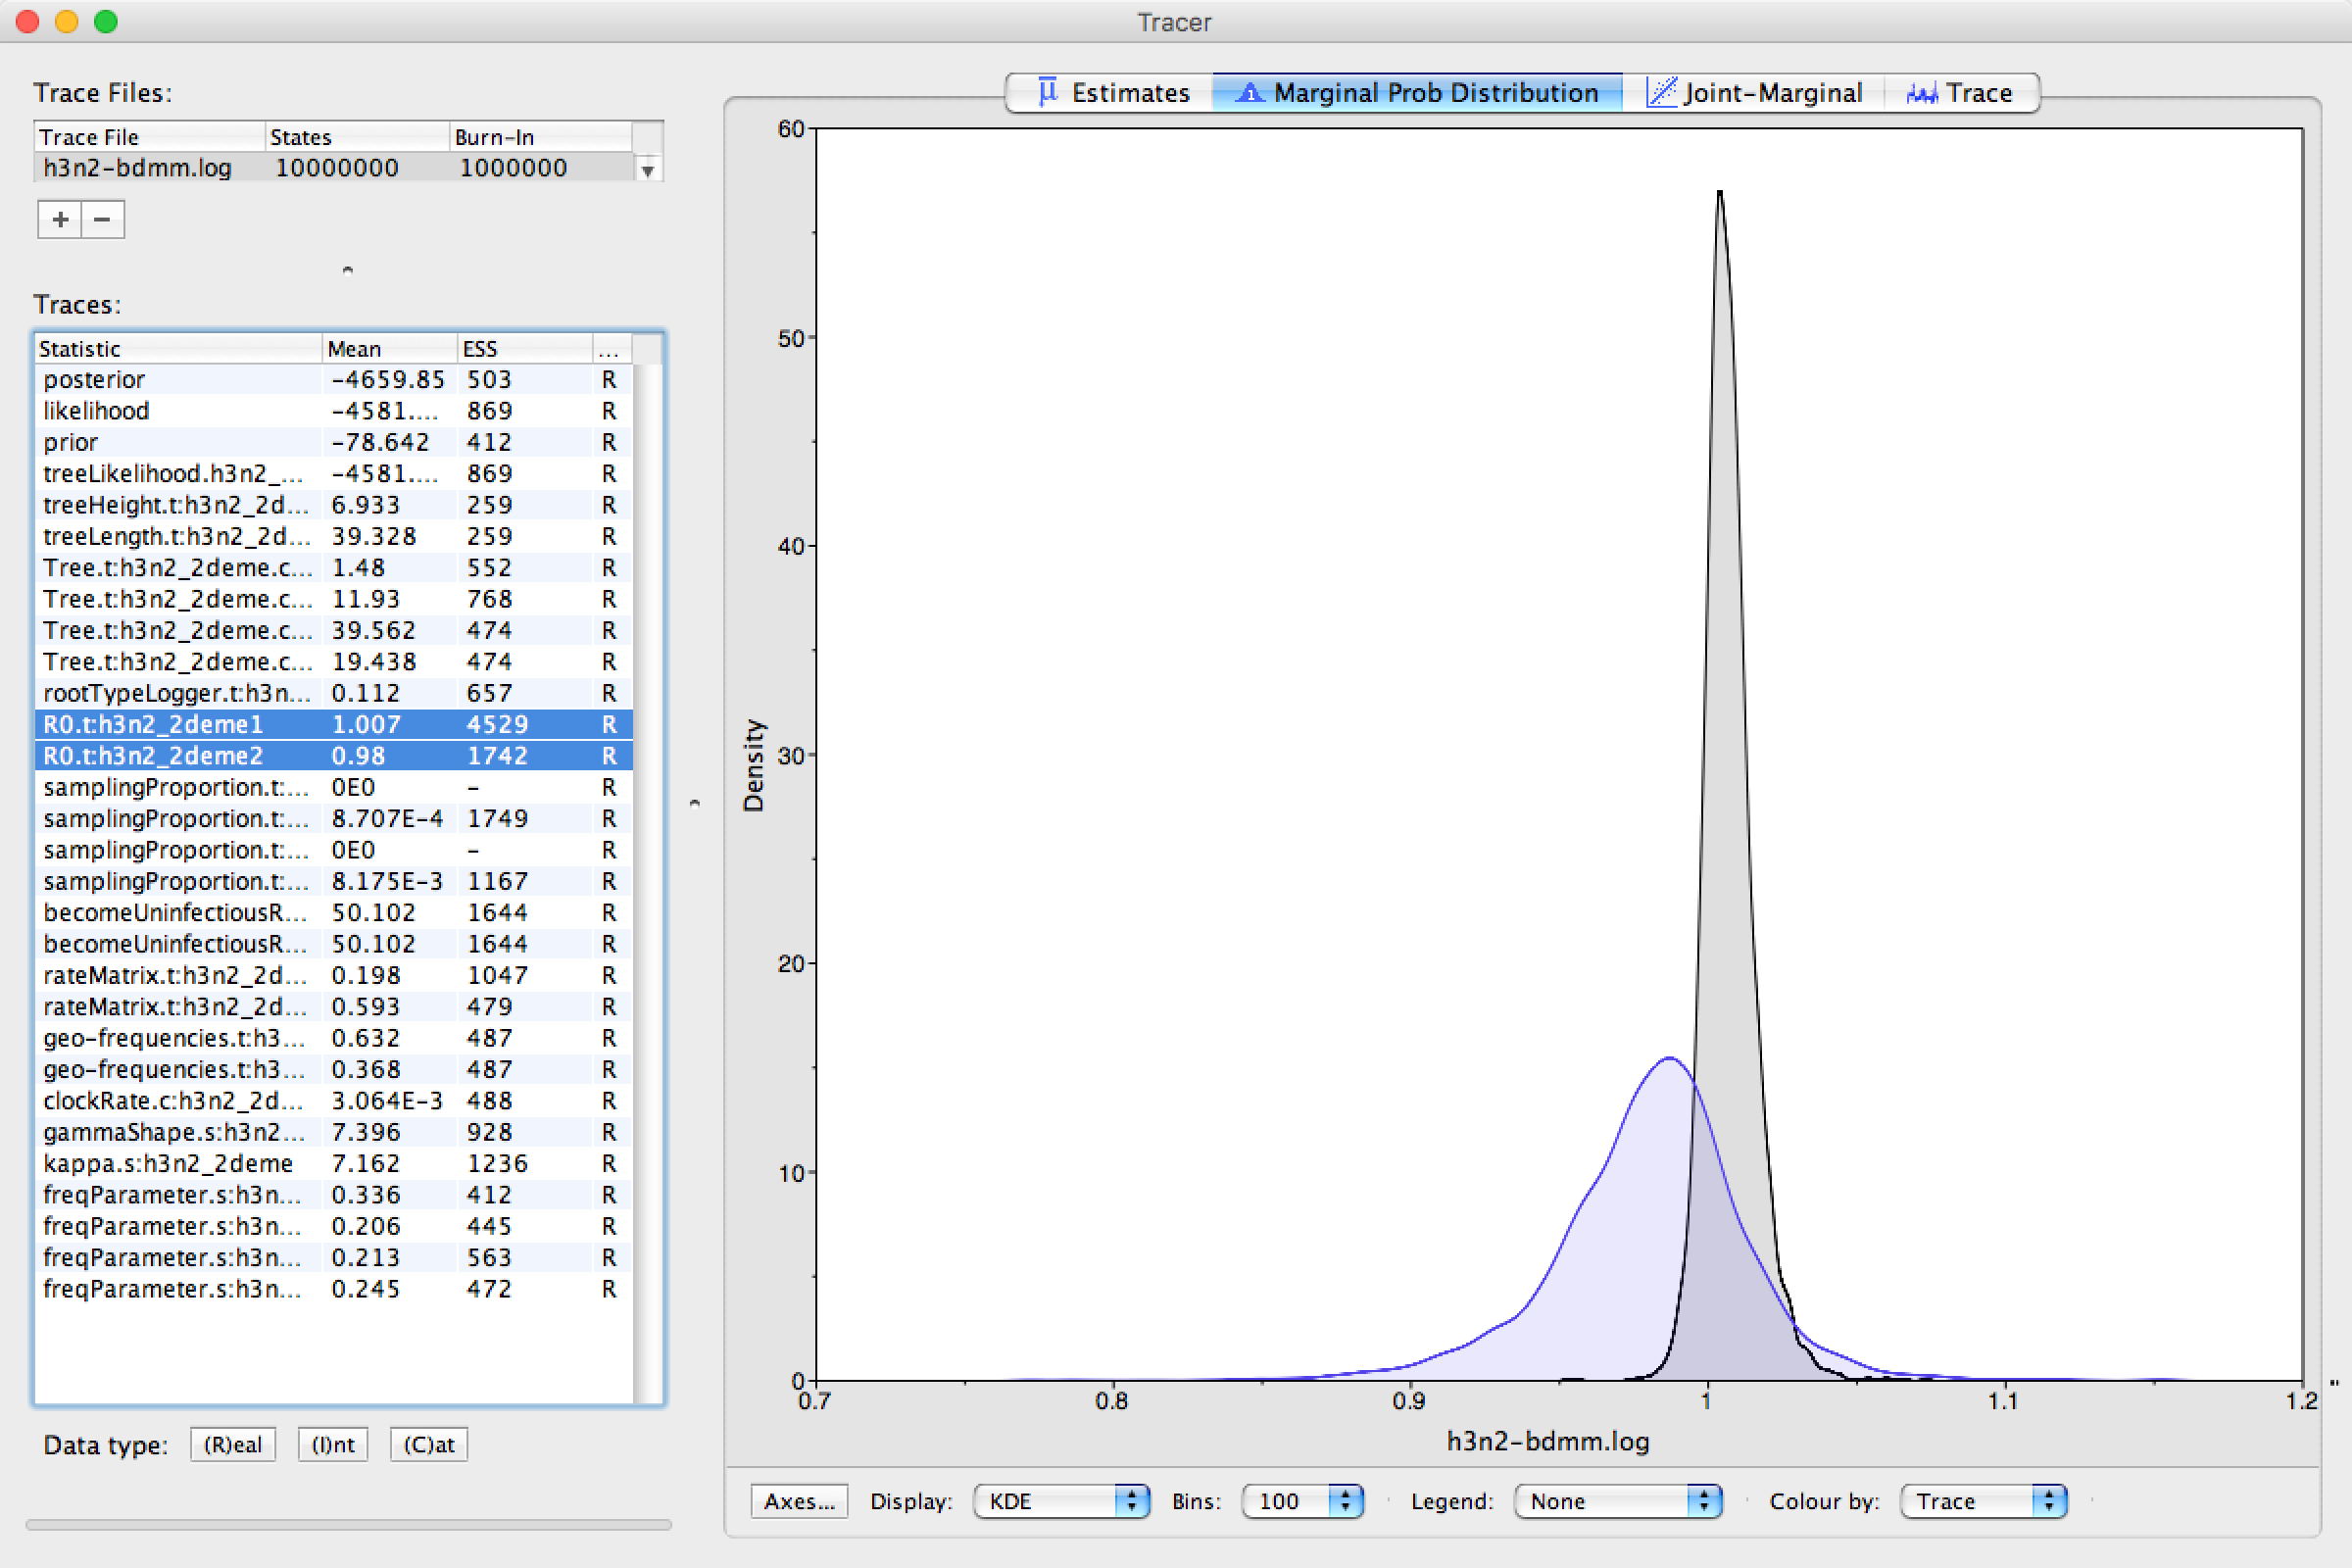 Tracer
Trace Files:
Trace File States Burn-In
h3n2-bdmm.log 10000000 1000000
+ −
Traces:
Statistic Mean ESS ...
posterior -4659.85 503 R
likelihood -4581.... 869 R
prior -78.642 412 R
treeLikelihood.h3n2_... -4581.... 869 R
treeHeight.t:h3n2_2d... 6.933 259 R
treeLength.t:h3n2_2d... 39.328 259 R
Tree.t:h3n2_2deme.c... 1.48 552 R
Tree.t:h3n2_2deme.c... 11.93 768 R
Tree.t:h3n2_2deme.c... 39.562 474 R
Tree.t:h3n2_2deme.c... 19.438 474 R
rootTypeLogger.t:h3n... 0.112 657 R
R0.t:h3n2_2deme1 1.007 4529 R
R0.t:h3n2_2deme2 0.98 1742 R
samplingProportion.t:... 0E0 - R
samplingProportion.t:... 8.707E-4 1749 R
samplingProportion.t:... 0E0 - R
samplingProportion.t:... 8.175E-3 1167 R
becomeUninfectiousR... 50.102 1644 R
becomeUninfectiousR... 50.102 1644 R
rateMatrix.t:h3n2_2d... 0.198 1047 R
rateMatrix.t:h3n2_2d... 0.593 479 R
geo-frequencies.t:h3... 0.632 487 R
geo-frequencies.t:h3... 0.368 487 R
clockRate.c:h3n2_2d... 3.064E-3 488 R
gammaShape.s:h3n2... 7.396 928 R
kappa.s:h3n2_2deme 7.162 1236 R
freqParameter.s:h3n... 0.336 412 R
freqParameter.s:h3n... 0.206 445 R
freqParameter.s:h3n... 0.213 563 R
freqParameter.s:h3n... 0.245 472 R
Data type: (R)eal (I)nt (C)at
Estimates Marginal Prob Distribution Joint-Marginal Trace
60
50
40
30
20
10
0
Density
0.7 0.8 0.9 1 1.1 1.2
h3n2-bdmm.log
Axes... Display: KDE Bins: 100 Legend: None Colour by: Trace